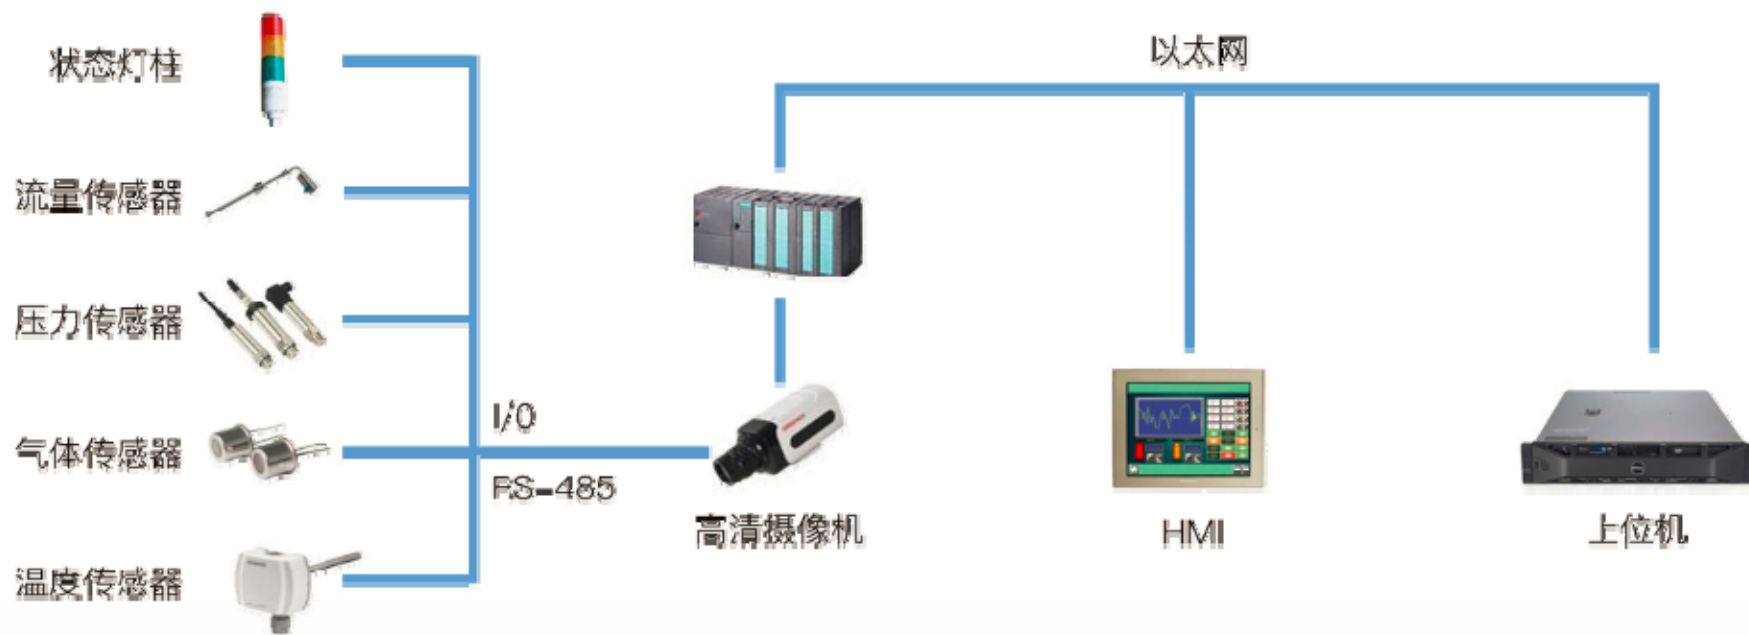 状态灯柱
以太网
流量传感器
压力传感器
I/O
气体传感器
RS-485
高清摄像机
HMI
上位机
温度传感器